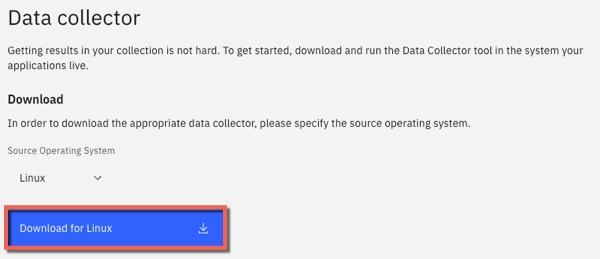 Data collector
Getting results in your collection is not hard. To get started, download and run the Data Collector tool in the system your
applications live.
Download
In order to download the appropriate data collector, please specify the source operating system.
Source Operating System
Linux
Download for Linux